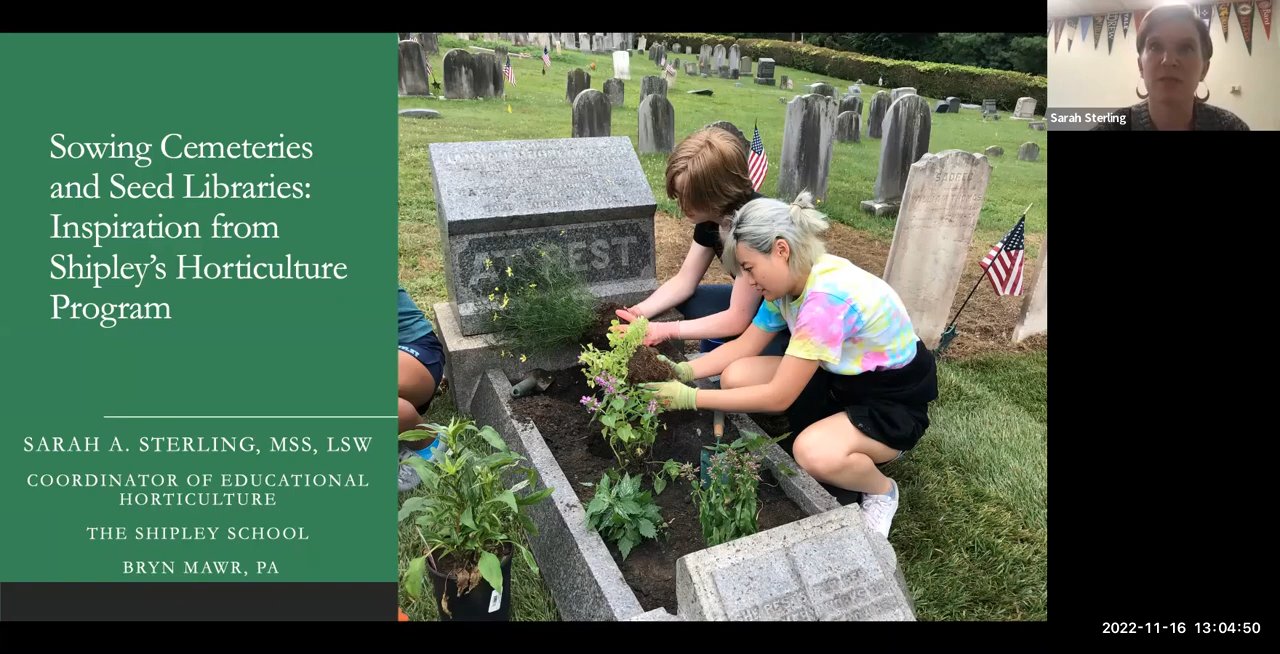 Sowing Cemeteries
and Seed Libraries:
Inspiration from
Shipley's Horticulture
Program
SARAH A. STERLING, MSS, LSW
COORDINATOR OF EDUCATIONAL
HORTICULTURE
THE SHIPLEY SCHOOL
BRYN MAWR, PA
SACRED
Sarah Sterling
2022-11-16 13:04:50